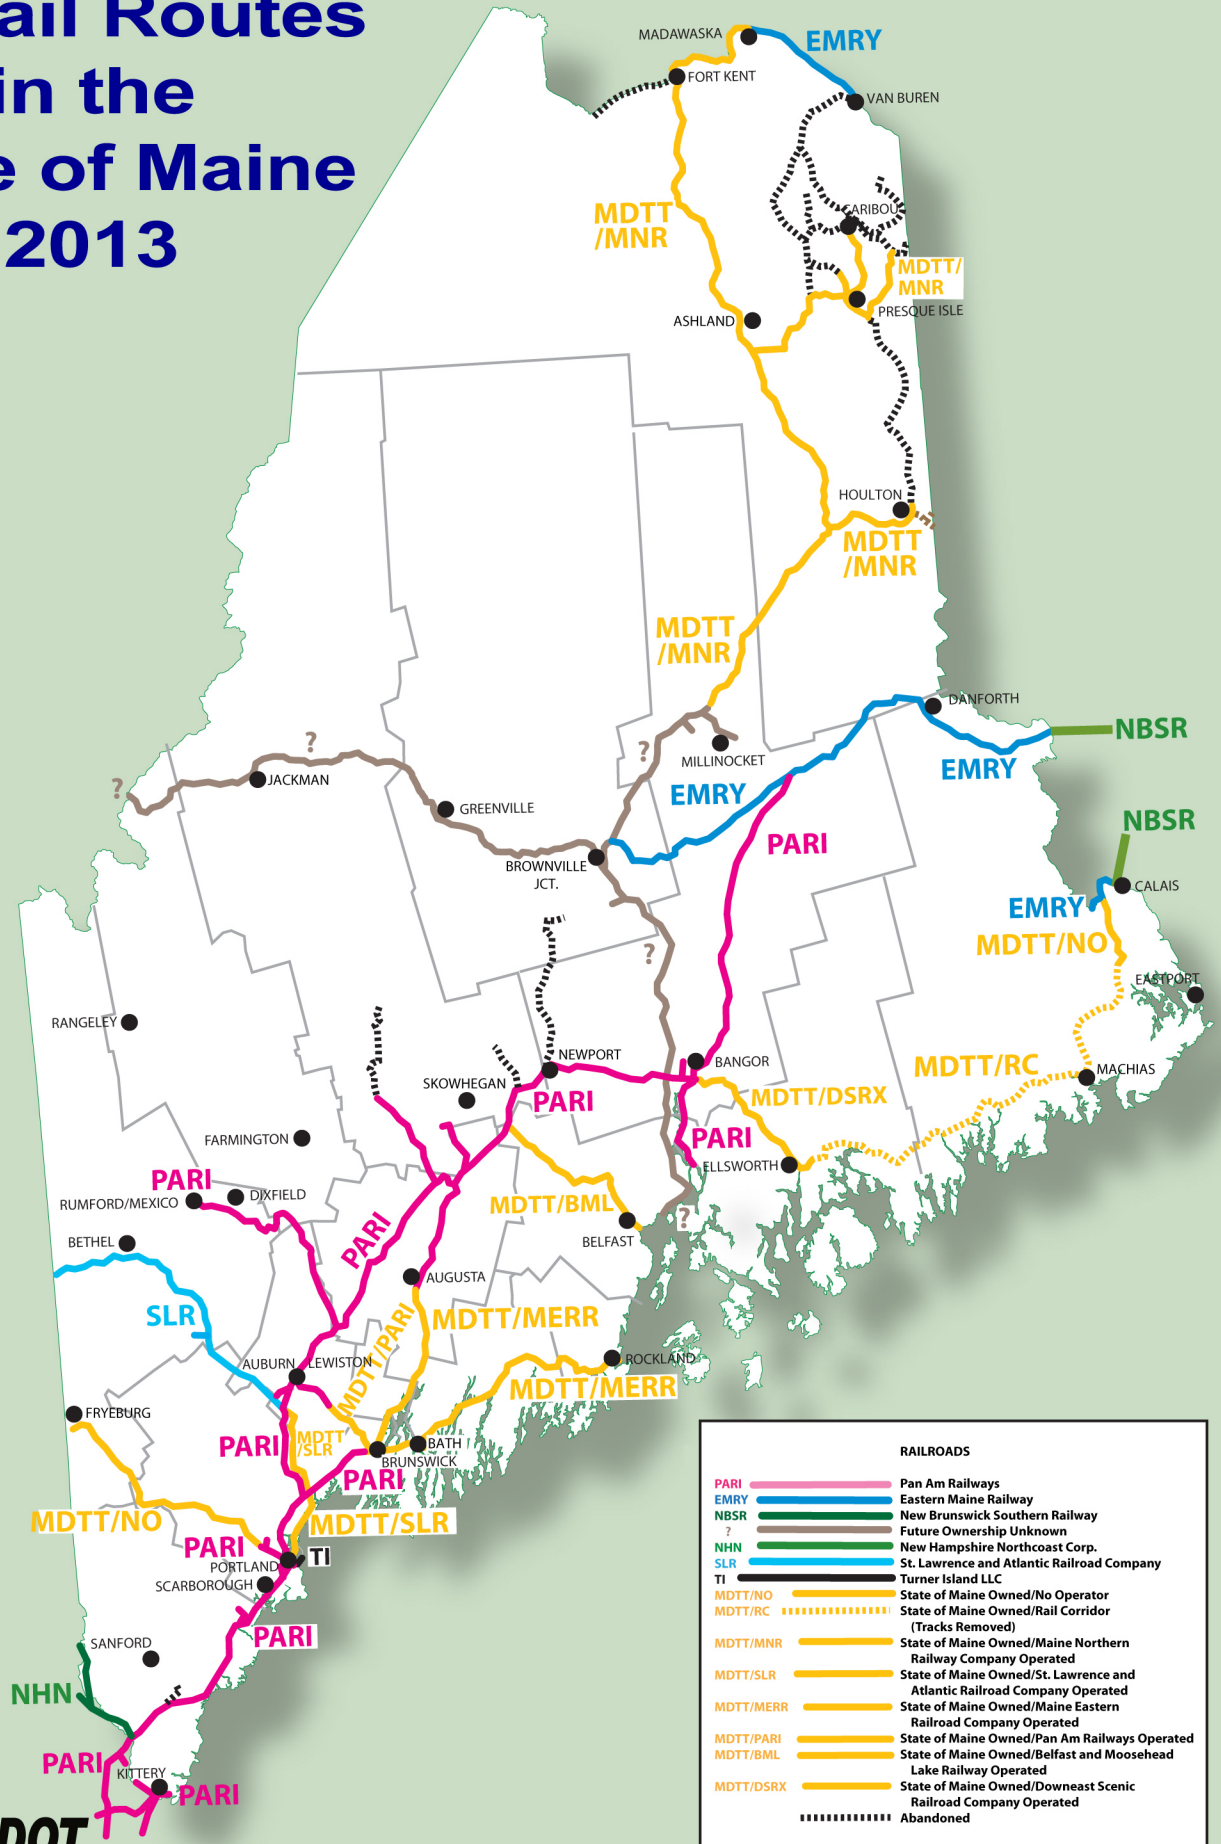 ail Routes
in the
e of Maine
2013
MADAWASKA
EMRY
FORT KENT
VAN BUREN
MDTT
/MNR
CARIBOU
MDTT/
MNR
PRESQUE ISLE
ASHLAND
HOULTON
?
MDTT
/MNR
MDTT
/MNR
DANFORTH
NBSR
?
?
MILLINOCKET
EMRY
?
JACKMAN
EMRY
GREENVILLE
NBSR
PARI
BROWNVILLE
JCT.
CALAIS
EMRY
MDTT/NO
?
EASTPORT
RANGELEY
NEWPORT
BANGOR
MDTT/RC
MACHIAS
SKOWHEGAN
PARI
MDTT/DSRX
FARMINGTON
PARI
ELLSWORTH
PARI
RUMFORD/MEXICO
DIXFIELD
MDTT/BML
?
BETHEL
PARI
BELFAST
AUGUSTA
SLR
MDTT/PARI
MDTT/MERR
AUBURN
LEWISTON
ROCKLAND
MDTT/MERR
FRYEBURG
PARI
MDTT
/SLR
BATH
BRUNSWICK
PARI
MDTT/NO
MDTT/SLR
PARI
TI
PORTLAND
SCARBOROUGH
PARI
SANFORD
NHN
PARI
KITTERY
PARI
DOT
RAILROADS
PARI Pan Am Railways
EMRY Eastern Maine Railway
NBSR New Brunswick Southern Railway
? Future Ownership Unknown
NHN New Hampshire Northcoast Corp.
SLR St. Lawrence and Atlantic Railroad Company
TI Turner Island LLC
MDTT/NO State of Maine Owned/No Operator
MDTT/RC State of Maine Owned/Rail Corridor
(Tracks Removed)
MDTT/MNR State of Maine Owned/Maine Northern
Railway Company Operated
MDTT/SLR State of Maine Owned/St. Lawrence and
Atlantic Railroad Company Operated
MDTT/MERR State of Maine Owned/Maine Eastern
Railroad Company Operated
MDTT/PARI State of Maine Owned/Pan Am Railways Operated
MDTT/BML State of Maine Owned/Belfast and Moosehead
Lake Railway Operated
MDTT/DSRX State of Maine Owned/Downeast Scenic
Railroad Company Operated
Abandoned